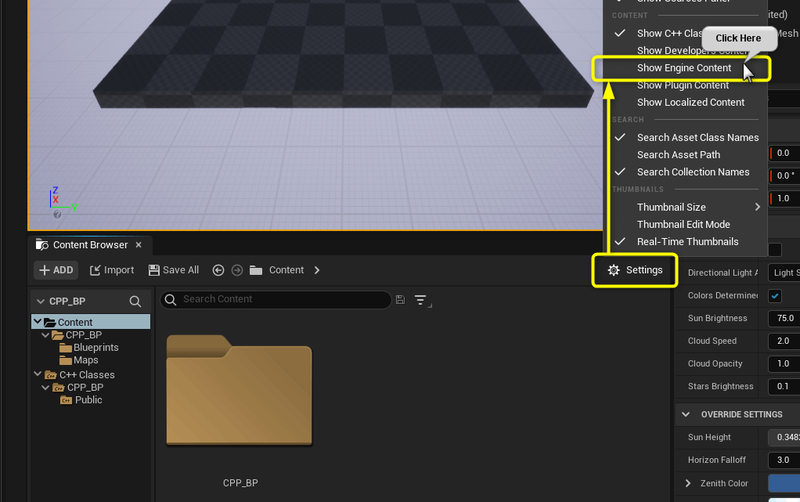 Show Sources Panel
CONTENT
Show C++ Clas
Click Here
Show Developers Content
Show Engine Content
Show Plugin Content
Show Localized Content
SEARCH
Search Asset Class Names
Search Asset Path
Search Collection Names
THUMBNAILS
Thumbnail Size
Thumbnail Edit Mode
Real-Time Thumbnails
ited)
Mesh
0.0
0.0°
1.0
Z
X
Y
Content Browser
ADD
Import
Save All
Content
Settings
CPP_BP
Search Content
Content
CPP_BP
Blueprints
Maps
C++ Classes
CPP_BP
Public
CPP_BP
Directional Light A
Light S
Colors Determine
Sun Brightness
75.0
Cloud Speed
2.0
Cloud Opacity
1.0
Stars Brightness
0.1
OVERRIDE SETTINGS
Sun Height
0.348
Horizon Falloff
3.0
Zenith Color